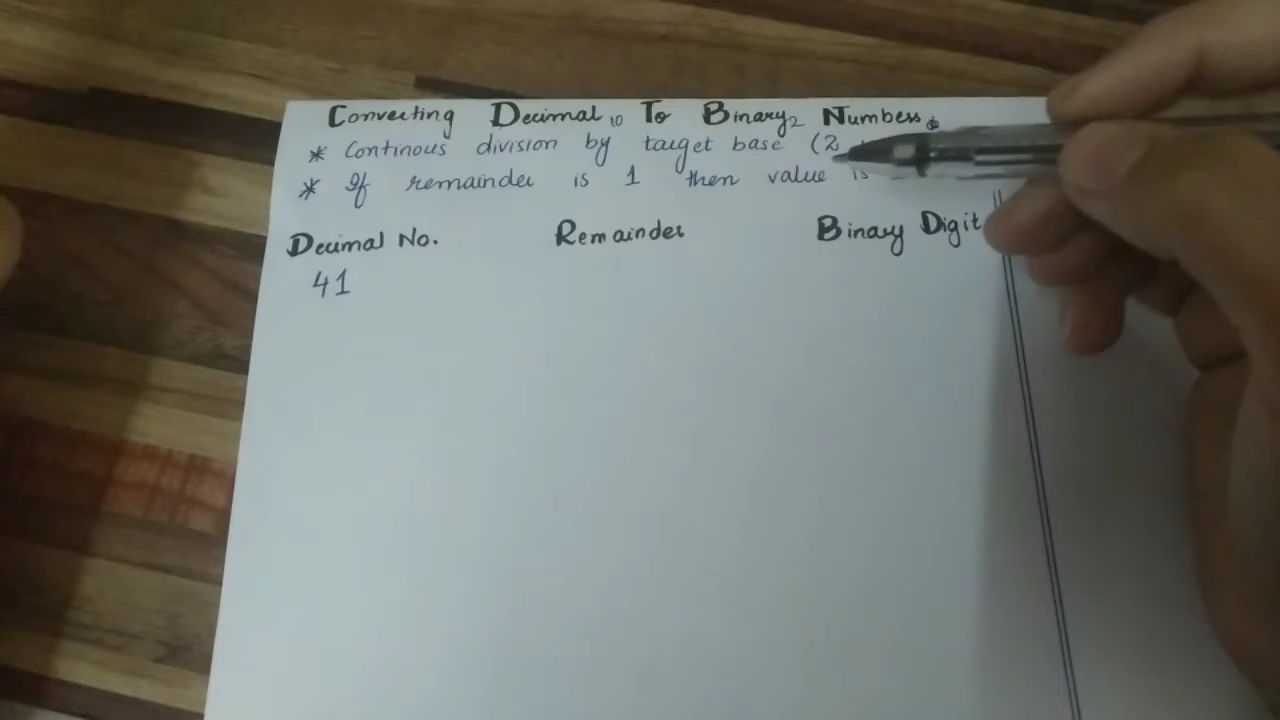 Converting Decimal₁₀ To Binary₂ Numbers.
* Continous division by target base (2
* If remainder is 1 then value is
Decimal No. Remainder Binary Digit
41